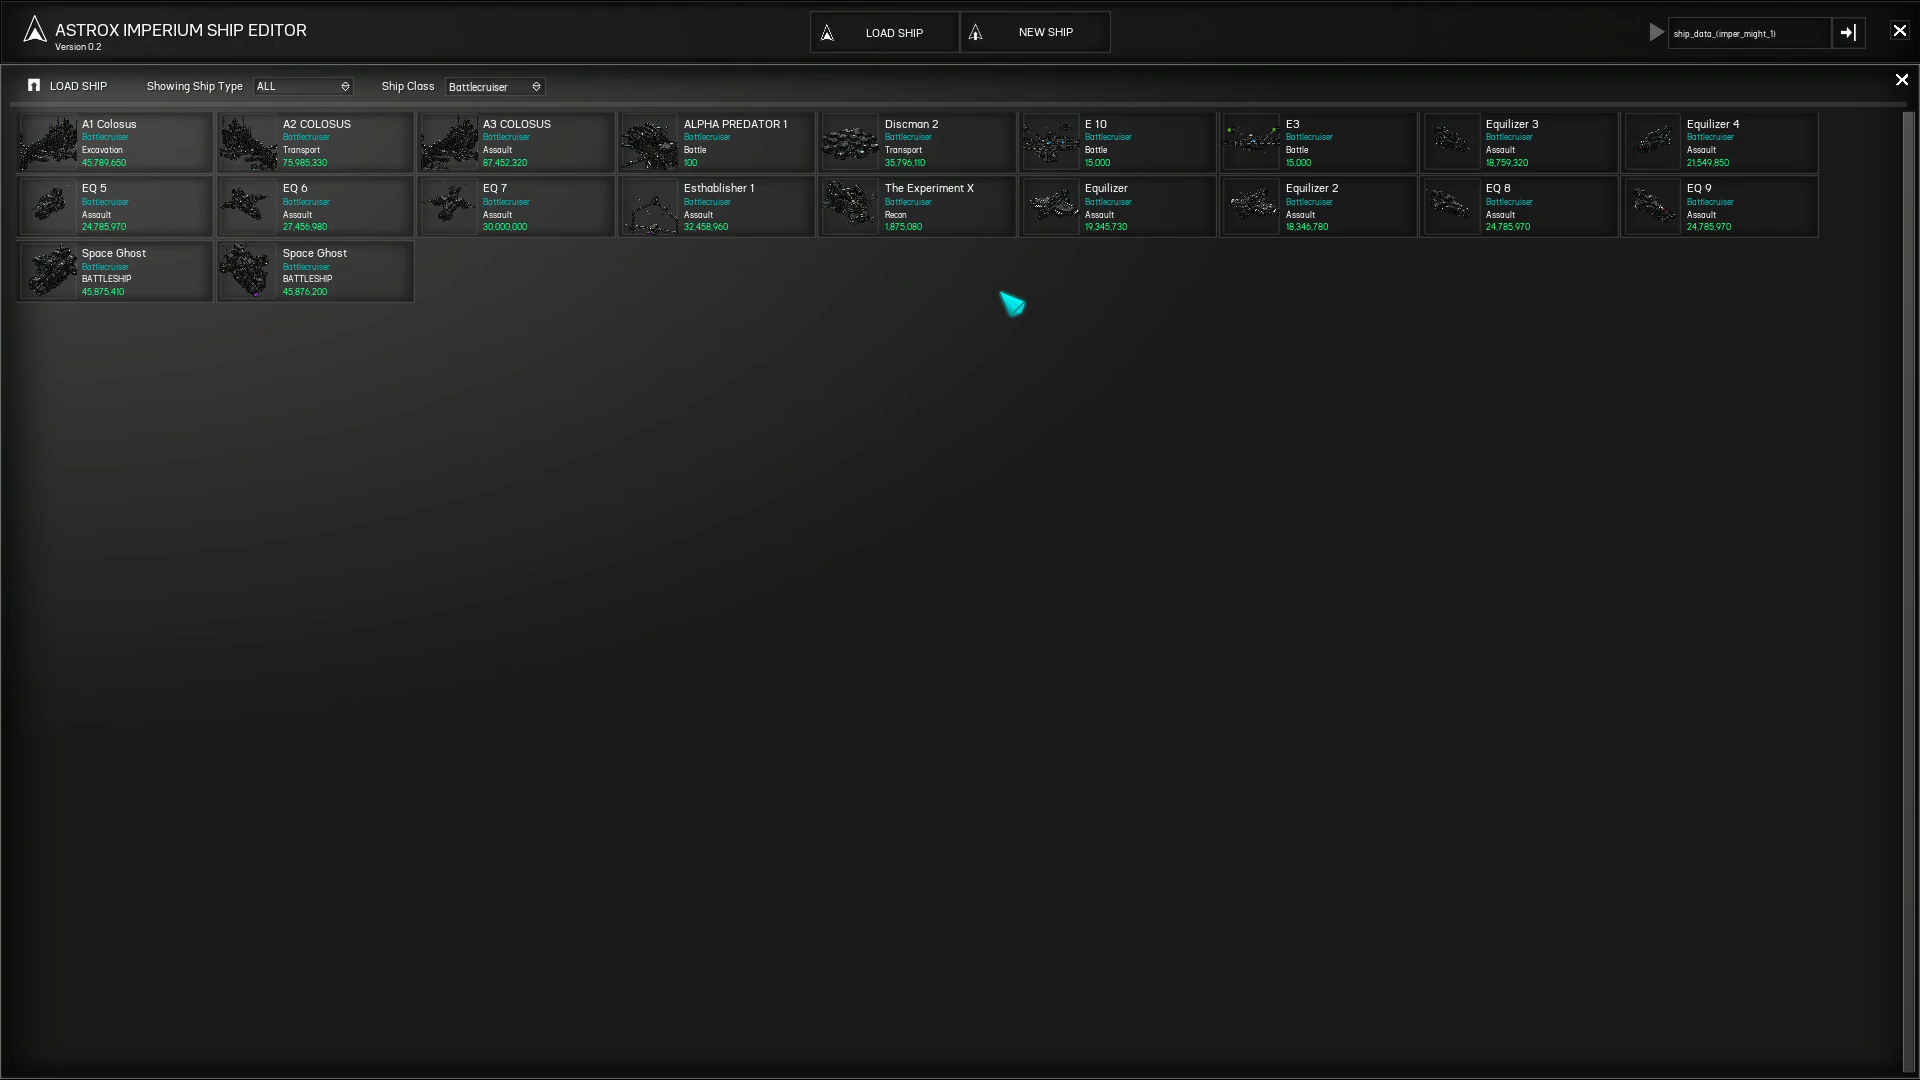 ASTROX IMPERIUM SHIP EDITOR
Version 0.2
LOAD SHIP
NEW SHIP
ship_data_(imper_might_1)
LOAD SHIP
Showing Ship Type
ALL
Ship Class
Battlecruiser
A1 Colosus
Battlecruiser
Excavation
45,789,650
A2 COLOSUS
Battlecruiser
Transport
75,985,330
A3 COLOSUS
Battlecruiser
Assault
87,452,320
ALPHA PREDATOR 1
Battlecruiser
Battle
100
Discman 2
Battlecruiser
Transport
35,796,110
E 10
Battlecruiser
Battle
15,000
E3
Battlecruiser
Battle
15,000
Equilizer 3
Battlecruiser
Assault
18,759,320
Equilizer 4
Battlecruiser
Assault
21,549,850
EQ 5
Battlecruiser
Assault
24,785,970
EQ 6
Battlecruiser
Assault
27,456,980
EQ 7
Battlecruiser
Assault
30,000,000
Esthablisher 1
Battlecruiser
Assault
32,458,960
The Experiment X
Battlecruiser
Recon
1,875,080
Equilizer
Battlecruiser
Assault
19,345,730
Equilizer 2
Battlecruiser
Assault
18,346,780
EQ 8
Battlecruiser
Assault
24,785,970
EQ 9
Battlecruiser
Assault
24,785,970
Space Ghost
Battlecruiser
BATTLESHIP
45,875,410
Space Ghost
Battlecruiser
BATTLESHIP
45,876,200